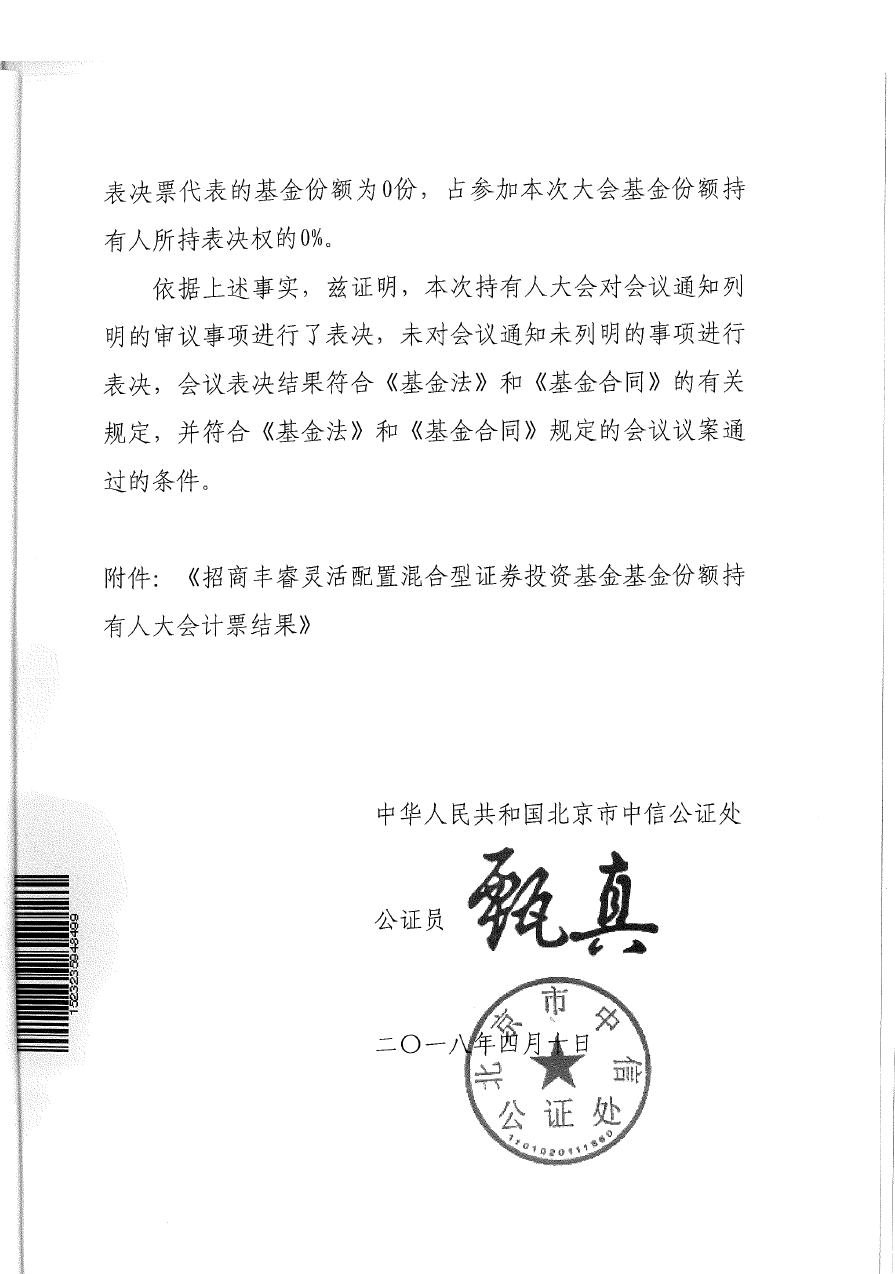 表决票代表的基金份额为0份，占参加本次大会基金份额持
有人所持表决权的0%。
依据上述事实，兹证明，本次持有人大会对会议通知列
明的审议事项进行了表决，未对会议通知未列明的事项进行
表决，会议表决结果符合《基金法》和《基金合同》的有关
规定，并符合《基金法》和《基金合同》规定的会议议案通
过的条件。
附件：《招商丰睿灵活配置混合型证券投资基金基金份额持
有人大会计票结果》
中华人民共和国北京市中信公证处
公证员 甄真
二〇一八年四月十日
北京市中信
公证处
1523235948499